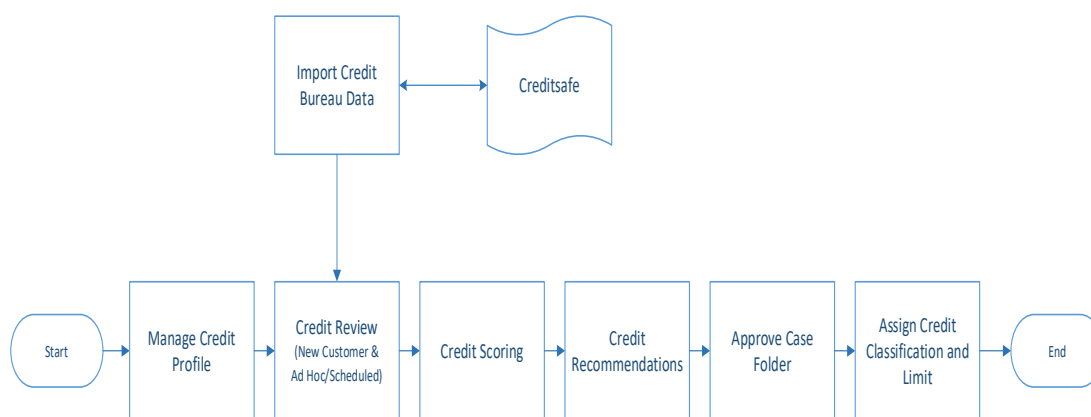 Import Credit
Bureau Data
Creditsafe
Start
Manage Credit
Profile
Credit Review
(New Customer &
Ad Hoc/Scheduled)
Credit Scoring
Credit
Recommendations
Approve Case
Folder
Assign Credit
Classification and
Limit
End